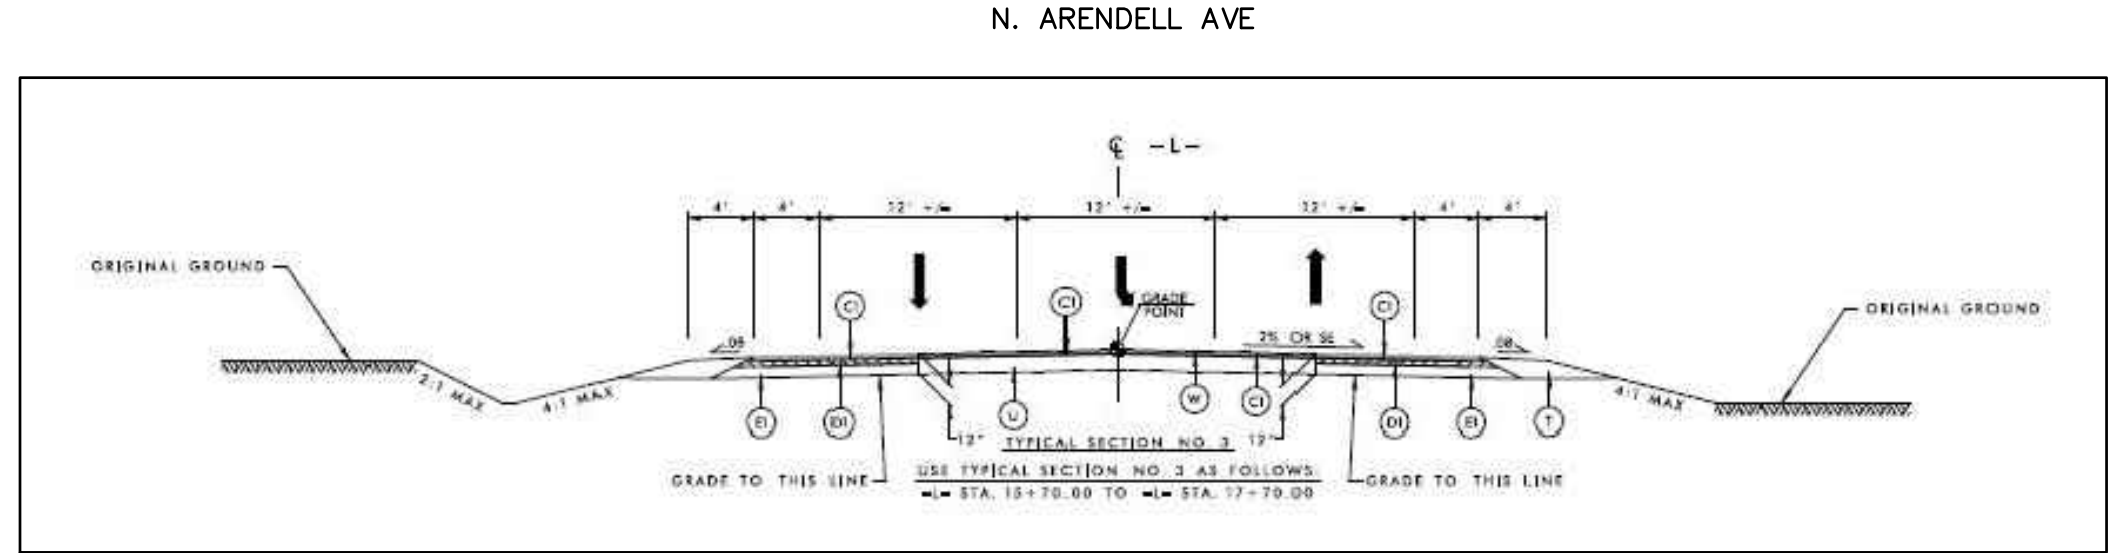 N. ARENDELL AVE
℄ -L-
4' 4' 12' +/- 12' +/- 12' +/- 4' 4'
ORIGINAL GROUND
C1 C1 GRADE POINT C1
ORIGINAL GROUND
.08 2% OR SE .08
2:1 MAX 4:1 MAX 4:1 MAX
E1 D1 U W C1 D1 E1 T
12" TYPICAL SECTION NO. 3 12"
GRADE TO THIS LINE
USE TYPICAL SECTION NO. 3 AS FOLLOWS:
-L- STA. 15+70.00 TO -L- STA. 17+70.00
GRADE TO THIS LINE